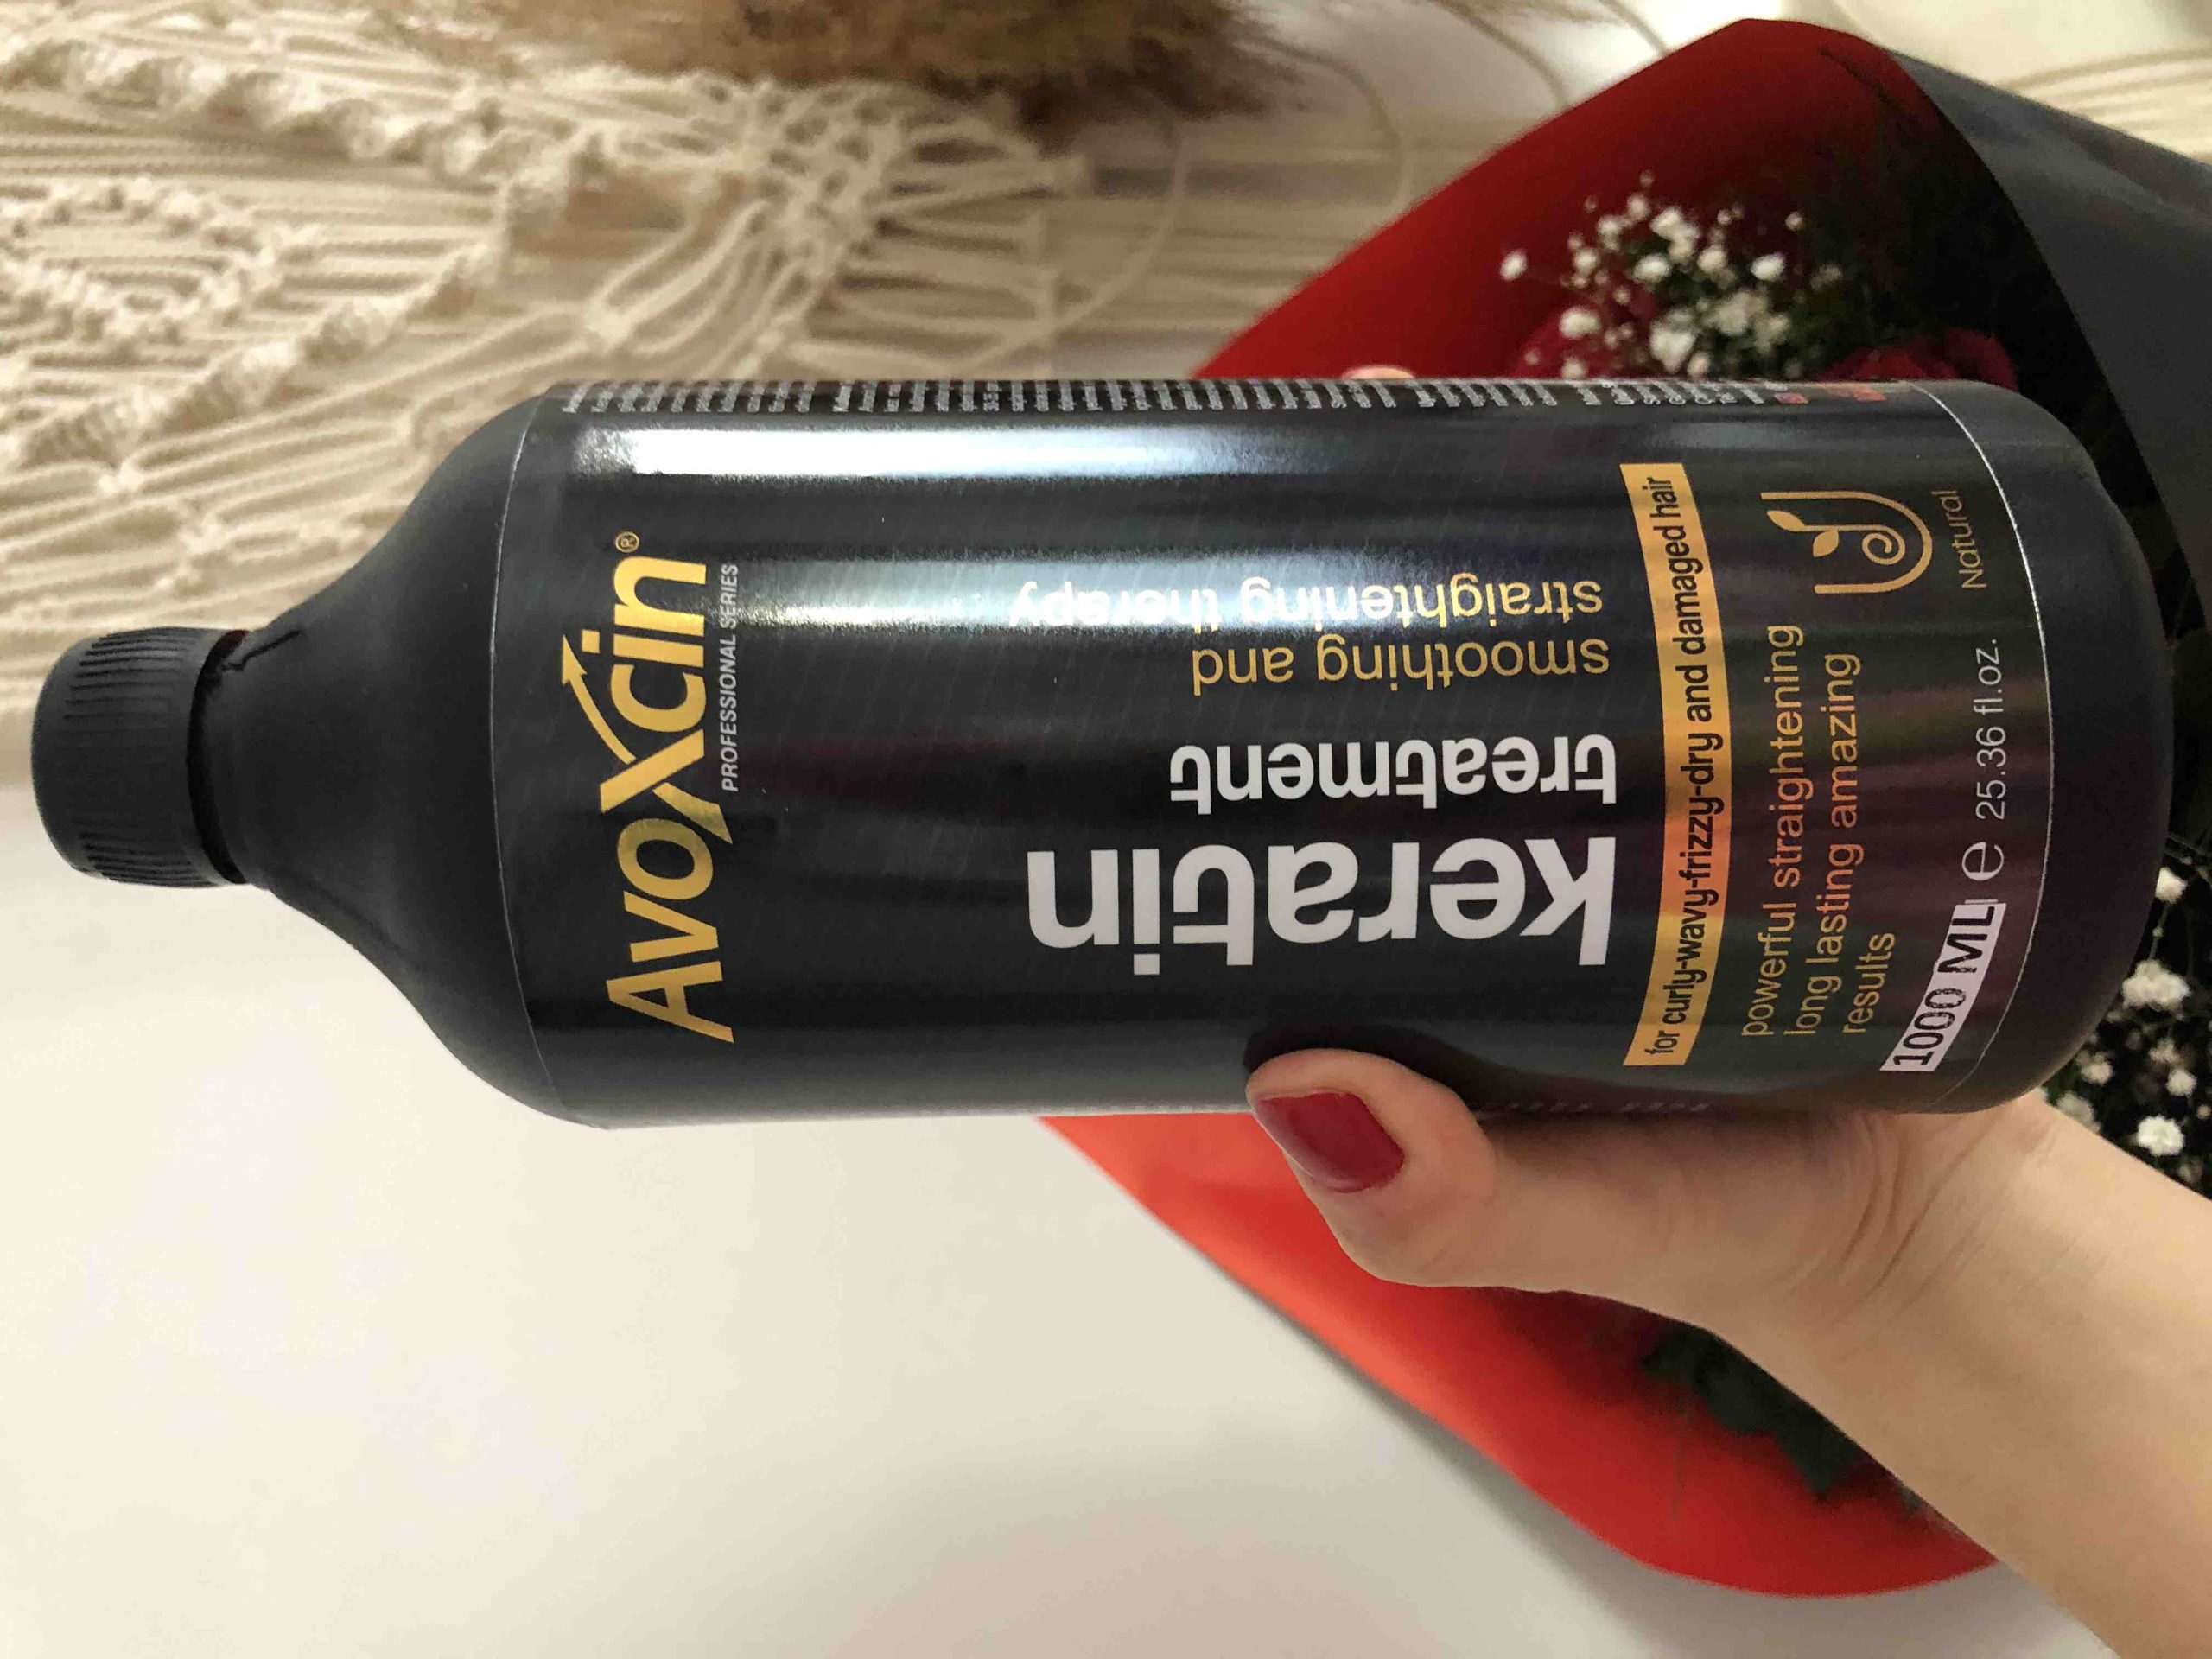 Avoxcin®
PROFESSIONAL SERIES
keratin
treatment
smoothing and
straightening therapy
for curly-wavy-frizzy-dry and damaged hair
powerful straightening
long lasting amazing
results
Natural
1000 ML e 25.36 fl.oz.